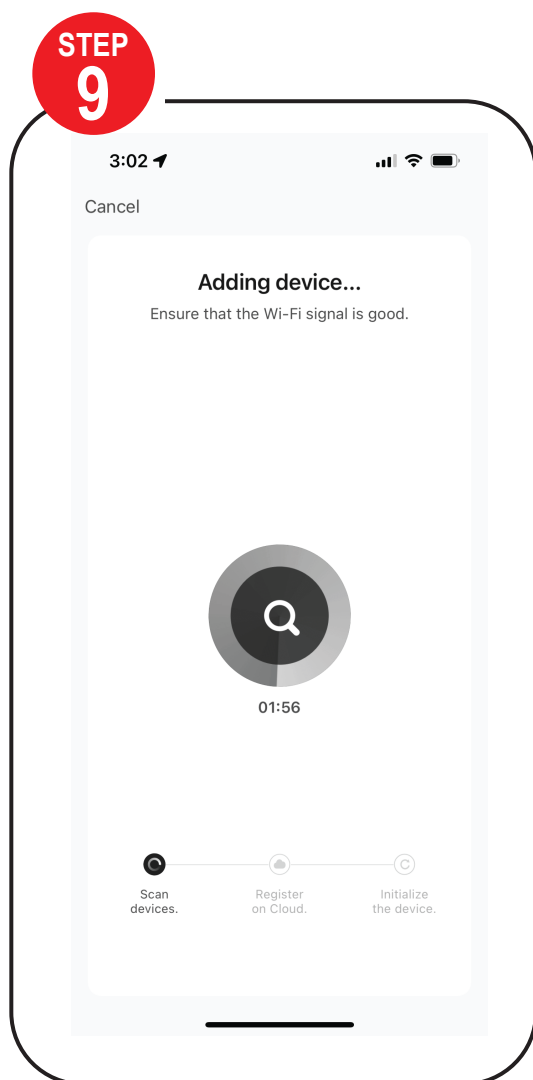 STEP
9
3:02
Cancel
Adding device...
Ensure that the Wi-Fi signal is good.
01:56
Scan
devices.
Register
on Cloud.
Initialize
the device.